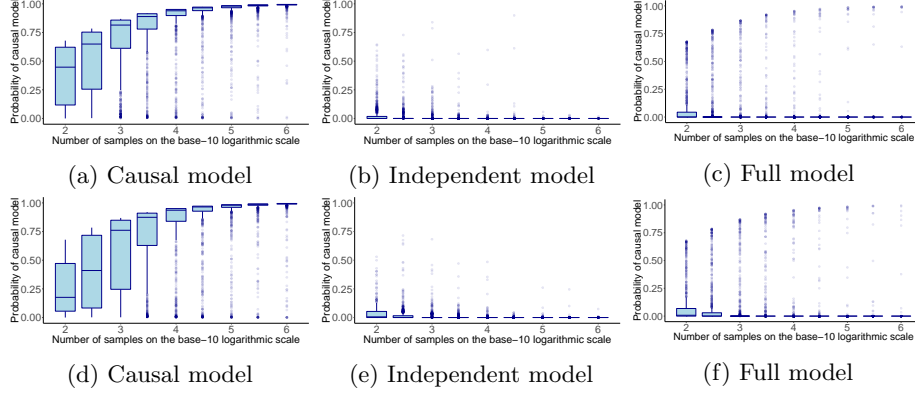 Probability of causal model
1.00
0.75
0.50
0.25
0.00
2 3 4 5 6
Number of samples on the base-10 logarithmic scale
(a) Causal model
Probability of causal model
1.00
0.75
0.50
0.25
0.00
2 3 4 5 6
Number of samples on the base-10 logarithmic scale
(b) Independent model
Probability of causal model
1.00
0.75
0.50
0.25
0.00
2 3 4 5 6
Number of samples on the base-10 logarithmic scale
(c) Full model
Probability of causal model
1.00
0.75
0.50
0.25
0.00
2 3 4 5 6
Number of samples on the base-10 logarithmic scale
(d) Causal model
Probability of causal model
1.00
0.75
0.50
0.25
0.00
2 3 4 5 6
Number of samples on the base-10 logarithmic scale
(e) Independent model
Probability of causal model
1.00
0.75
0.50
0.25
0.00
2 3 4 5 6
Number of samples on the base-10 logarithmic scale
(f) Full model